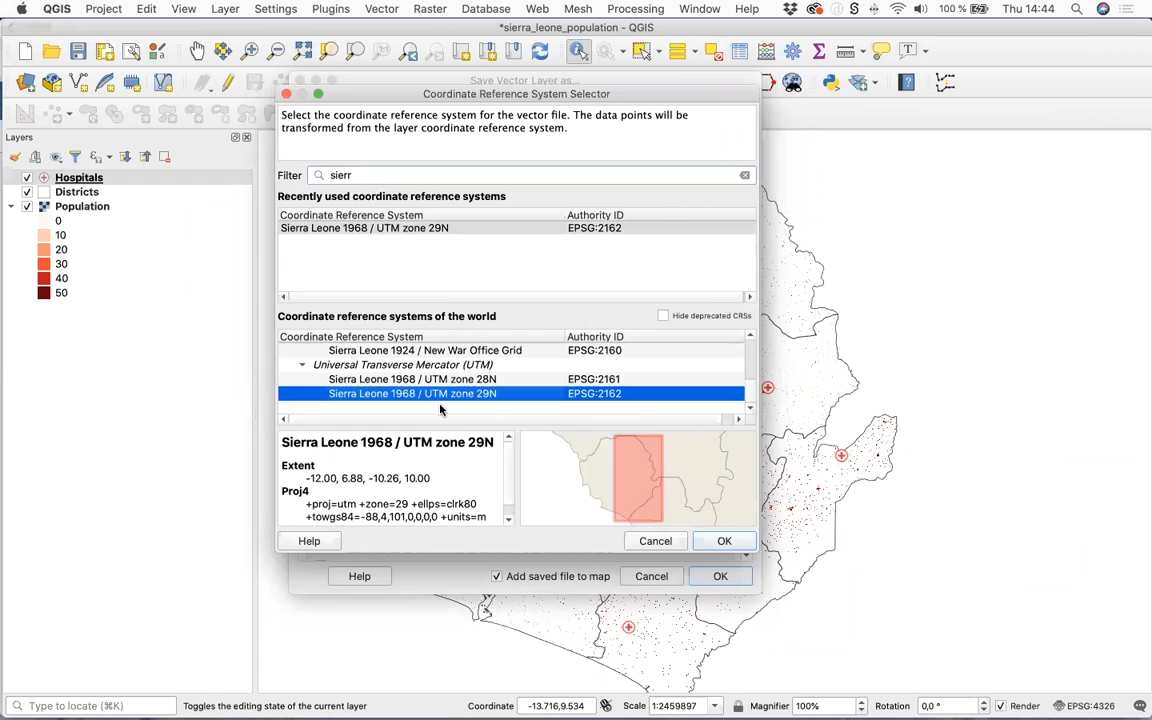 QGIS Project Edit View Layer Settings Plugins Vector Raster Database Web Mesh Processing Window Help 100 % Thu 14:44
*sierra_leone_population - QGIS
Save Vector Layer as...
Coordinate Reference System Selector
Select the coordinate reference system for the vector file. The data points will be
transformed from the layer coordinate reference system.
Layers
Filter sierr
Hospitals
Districts
Population
0
10
20
30
40
50
Recently used coordinate reference systems
Coordinate Reference System Authority ID
Sierra Leone 1968 / UTM zone 29N EPSG:2162
Coordinate reference systems of the world Hide deprecated CRSs
Coordinate Reference System Authority ID
Sierra Leone 1924 / New War Office Grid EPSG:2160
Universal Transverse Mercator (UTM)
Sierra Leone 1968 / UTM zone 28N EPSG:2161
Sierra Leone 1968 / UTM zone 29N EPSG:2162
Sierra Leone 1968 / UTM zone 29N
Extent
-12.00, 6.88, -10.26, 10.00
Proj4
+proj=utm +zone=29 +ellps=clrk80
+towgs84=-88,4,101,0,0,0,0 +units=m
Help Cancel OK
Help Add saved file to map Cancel OK
Type to locate (⌘K) Toggles the editing state of the current layer Coordinate -13.716,9.534 Scale 1:2459897 Magnifier 100% Rotation 0,0 ° Render EPSG:4326